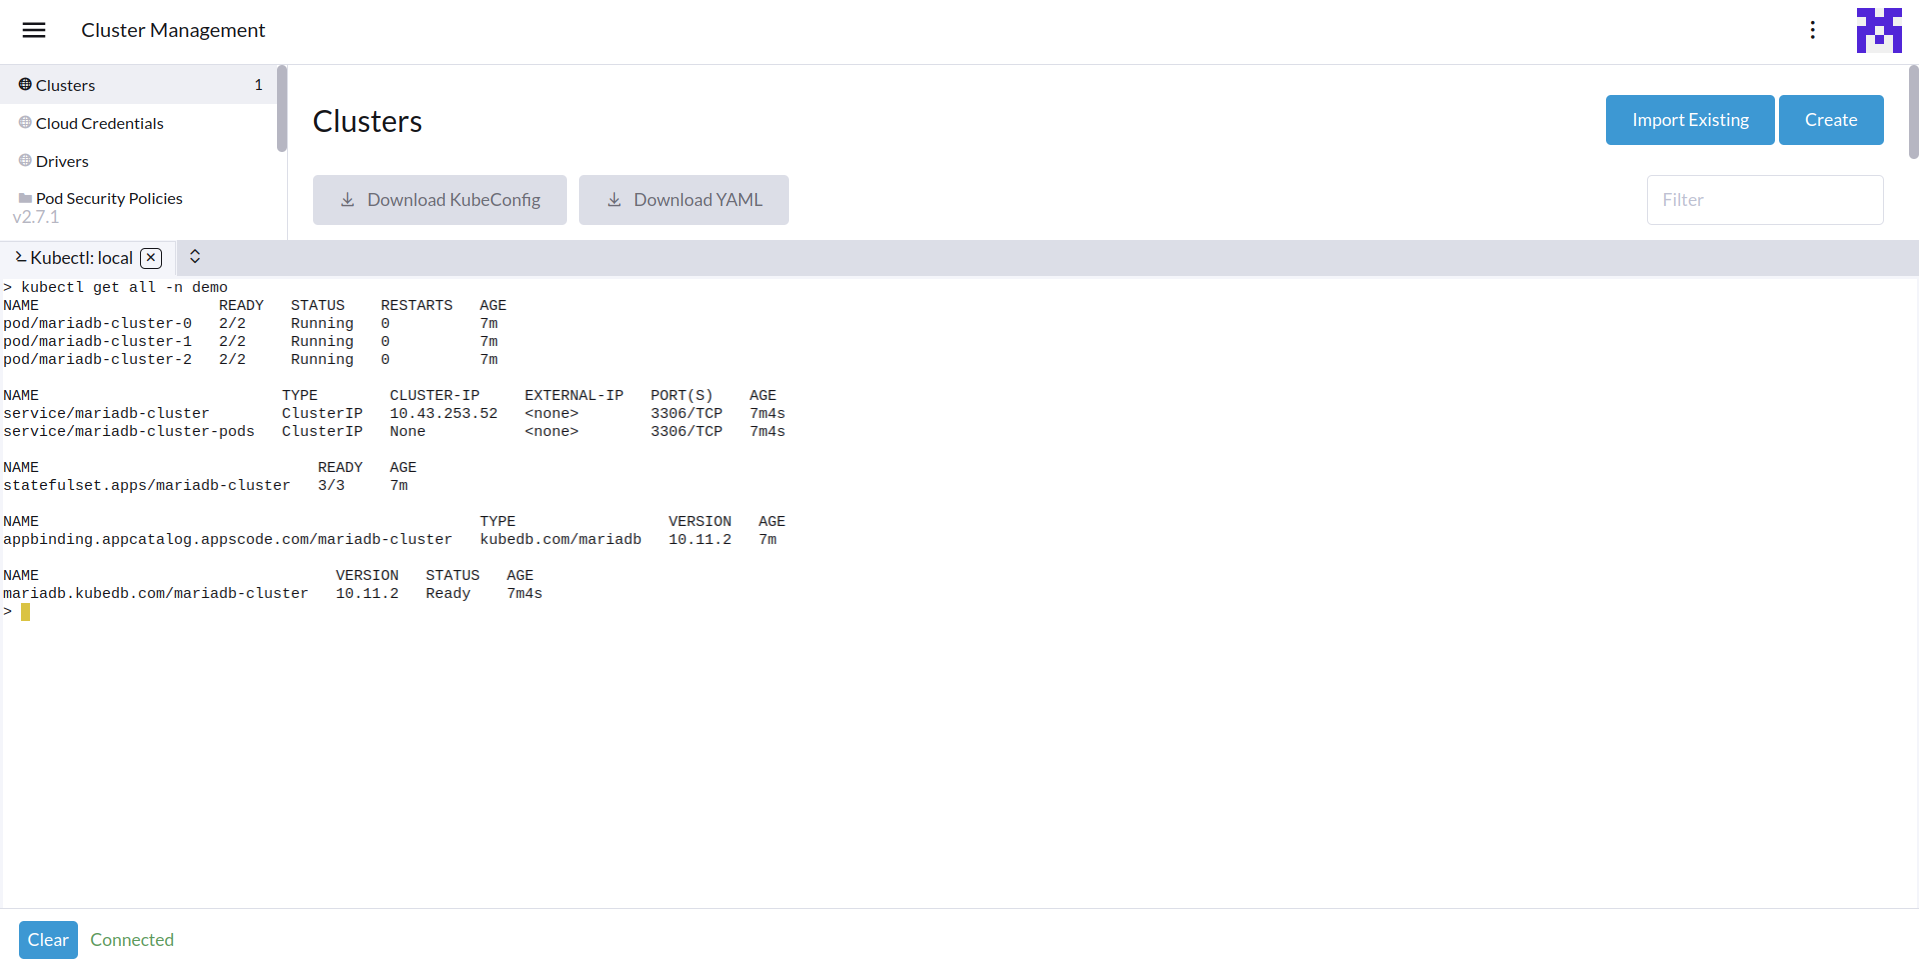 Cluster Management
Clusters 1
Cloud Credentials
Drivers
Pod Security Policies
v2.7.1
Clusters
Import Existing Create
Download KubeConfig Download YAML Filter
Kubectl: local
> kubectl get all -n demo
NAME READY STATUS RESTARTS AGE
pod/mariadb-cluster-0 2/2 Running 0 7m
pod/mariadb-cluster-1 2/2 Running 0 7m
pod/mariadb-cluster-2 2/2 Running 0 7m
NAME TYPE CLUSTER-IP EXTERNAL-IP PORT(S) AGE
service/mariadb-cluster ClusterIP 10.43.253.52 <none> 3306/TCP 7m4s
service/mariadb-cluster-pods ClusterIP None <none> 3306/TCP 7m4s
NAME READY AGE
statefulset.apps/mariadb-cluster 3/3 7m
NAME TYPE VERSION AGE
appbinding.appcatalog.appscode.com/mariadb-cluster kubedb.com/mariadb 10.11.2 7m
NAME VERSION STATUS AGE
mariadb.kubedb.com/mariadb-cluster 10.11.2 Ready 7m4s
>
Clear Connected